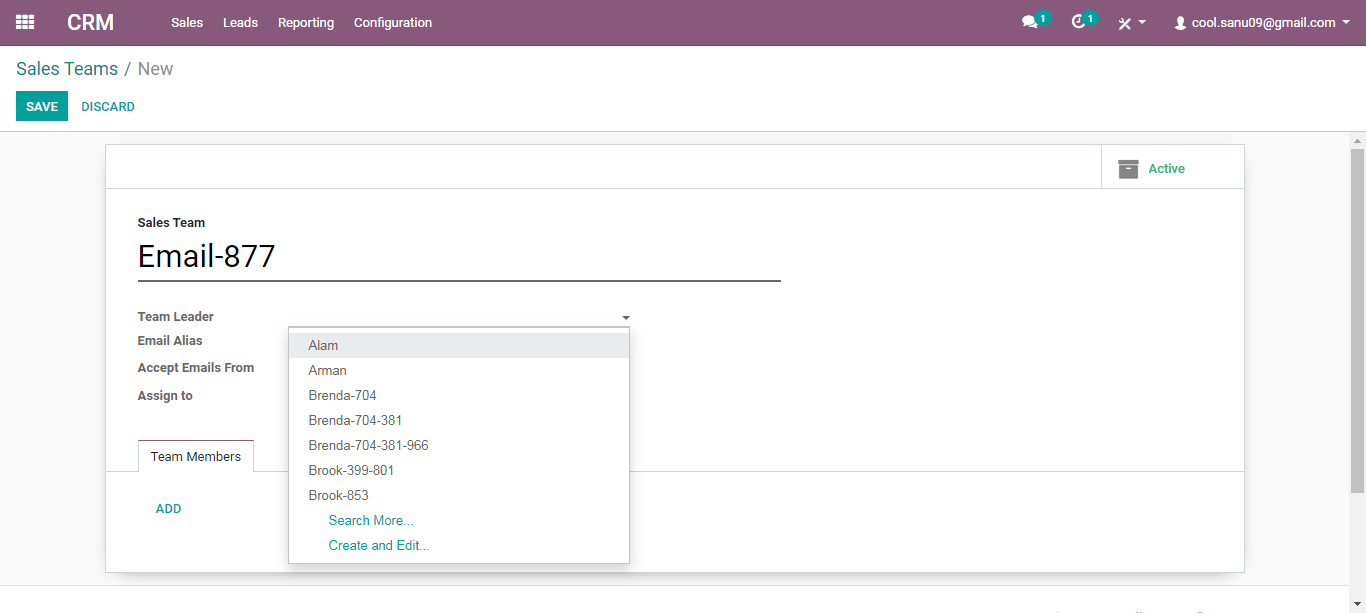 CRM Sales Leads Reporting Configuration 1 1 cool.sanu09@gmail.com
Sales Teams / New
SAVE DISCARD
Active
Sales Team
Email-877
Team Leader
Email Alias
Accept Emails From
Assign to
Alam
Arman
Brenda-704
Brenda-704-381
Brenda-704-381-966
Brook-399-801
Brook-853
Search More...
Create and Edit...
Team Members
ADD